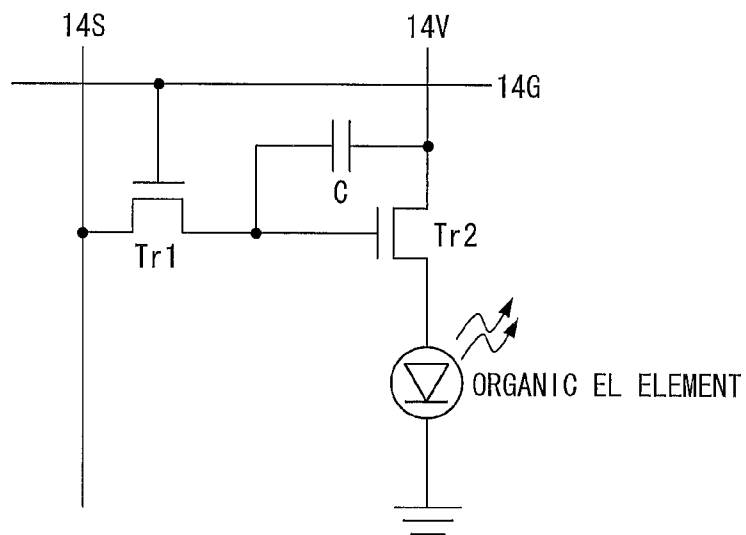 14S
14V
14G
C
Tr1
Tr2
ORGANIC EL ELEMENT